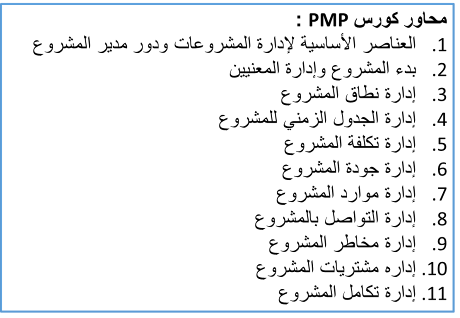 محاور كورس PMP :
1. العناصر الأساسية لإدارة المشروعات ودور مدير المشروع
2. بدء المشروع وإدارة المعنيين
3. إدارة نطاق المشروع
4. إدارة الجدول الزمني للمشروع
5. إدارة تكلفة المشروع
6. إدارة جودة المشروع
7. إدارة موارد المشروع
8. إدارة التواصل بالمشروع
9. إدارة مخاطر المشروع
10. إداره مشتريات المشروع
11. إدارة تكامل المشروع